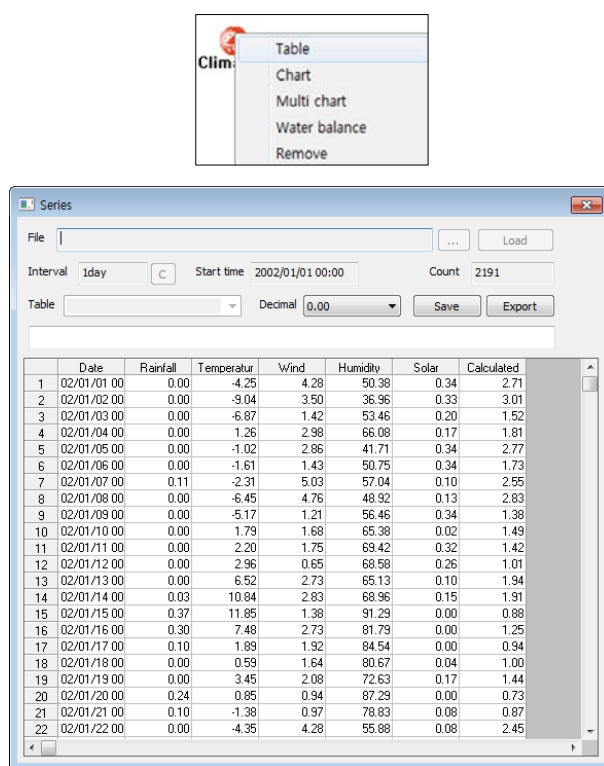 Clim
Table
Chart
Multi chart
Water balance
Remove
Series
File ... Load
Interval 1day C Start time 2002/01/01 00:00 Count 2191
Table Decimal 0.00 Save Export
Date Rainfall Temperatur Wind Humidity Solar Calculated
1 02/01/01 00 0.00 -4.25 4.28 50.38 0.34 2.71
2 02/01/02 00 0.00 -9.04 3.50 36.96 0.33 3.01
3 02/01/03 00 0.00 -6.87 1.42 53.46 0.20 1.52
4 02/01/04 00 0.00 1.26 2.98 66.08 0.17 1.81
5 02/01/05 00 0.00 -1.02 2.86 41.71 0.34 2.77
6 02/01/06 00 0.00 -1.61 1.43 50.75 0.34 1.73
7 02/01/07 00 0.11 -2.31 5.03 57.04 0.10 2.55
8 02/01/08 00 0.00 -6.45 4.76 48.92 0.13 2.83
9 02/01/09 00 0.00 -5.17 1.21 56.46 0.34 1.38
10 02/01/10 00 0.00 1.79 1.68 65.38 0.02 1.49
11 02/01/11 00 0.00 2.20 1.75 69.42 0.32 1.42
12 02/01/12 00 0.00 2.96 0.65 68.58 0.26 1.01
13 02/01/13 00 0.00 6.52 2.73 65.13 0.10 1.94
14 02/01/14 00 0.03 10.84 2.83 68.96 0.15 1.91
15 02/01/15 00 0.37 11.85 1.38 91.29 0.00 0.88
16 02/01/16 00 0.30 7.48 2.73 81.79 0.00 1.25
17 02/01/17 00 0.10 1.89 1.92 84.54 0.00 0.94
18 02/01/18 00 0.00 0.59 1.64 80.67 0.04 1.00
19 02/01/19 00 0.00 3.45 2.08 72.63 0.17 1.44
20 02/01/20 00 0.24 0.85 0.94 87.29 0.00 0.73
21 02/01/21 00 0.10 -1.38 0.97 78.83 0.08 0.87
22 02/01/22 00 0.00 -4.35 4.28 55.88 0.08 2.45